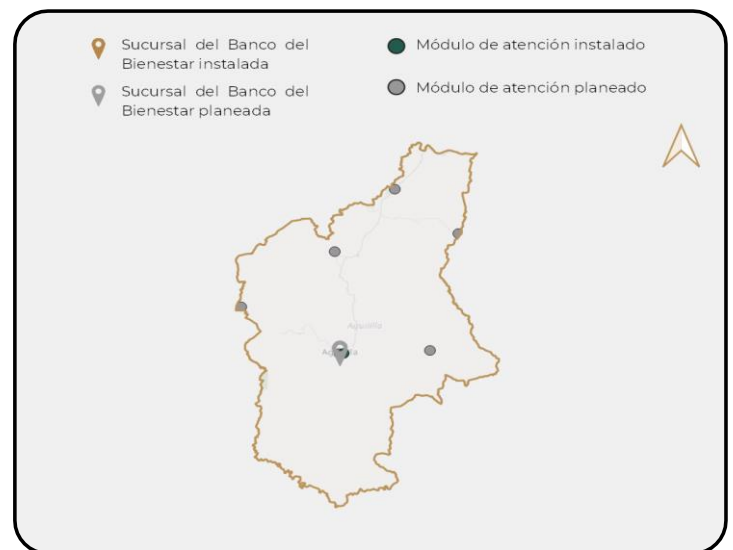 Sucursal del Banco del
Bienestar instalada
Sucursal del Banco del
Bienestar planeada
Módulo de atención instalado
Módulo de atención planeado
Aguililla